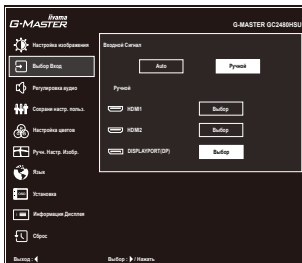 iiyama
G-MASTER
G-MASTER GC2480HSU
Настройка изображения
Входной Сигнал
Auto
Ручной
Выбор Вход
Регулировка аудио
Ручной
Сохрани настр. польз.
HDMI1
Выбор
Настройка цветов
HDMI2
Выбор
Ручн. Настр. Изобр.
DISPLAYPORT(DP)
Выбор
Язык
Установка
Информация Дисплея
Сброс
Выход :
Выбор : / Нажать